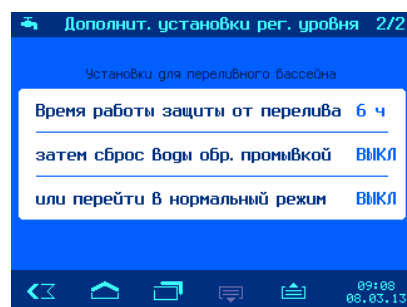 Дополнит. установки рег. уровня 2/2
Установки для переливного бассейна
Время работы защиты от перелива 6 ч
затем сброс воды обр. промывкой ВЫКЛ
или перейти в нормальный режим ВЫКЛ
09:08
08.03.13